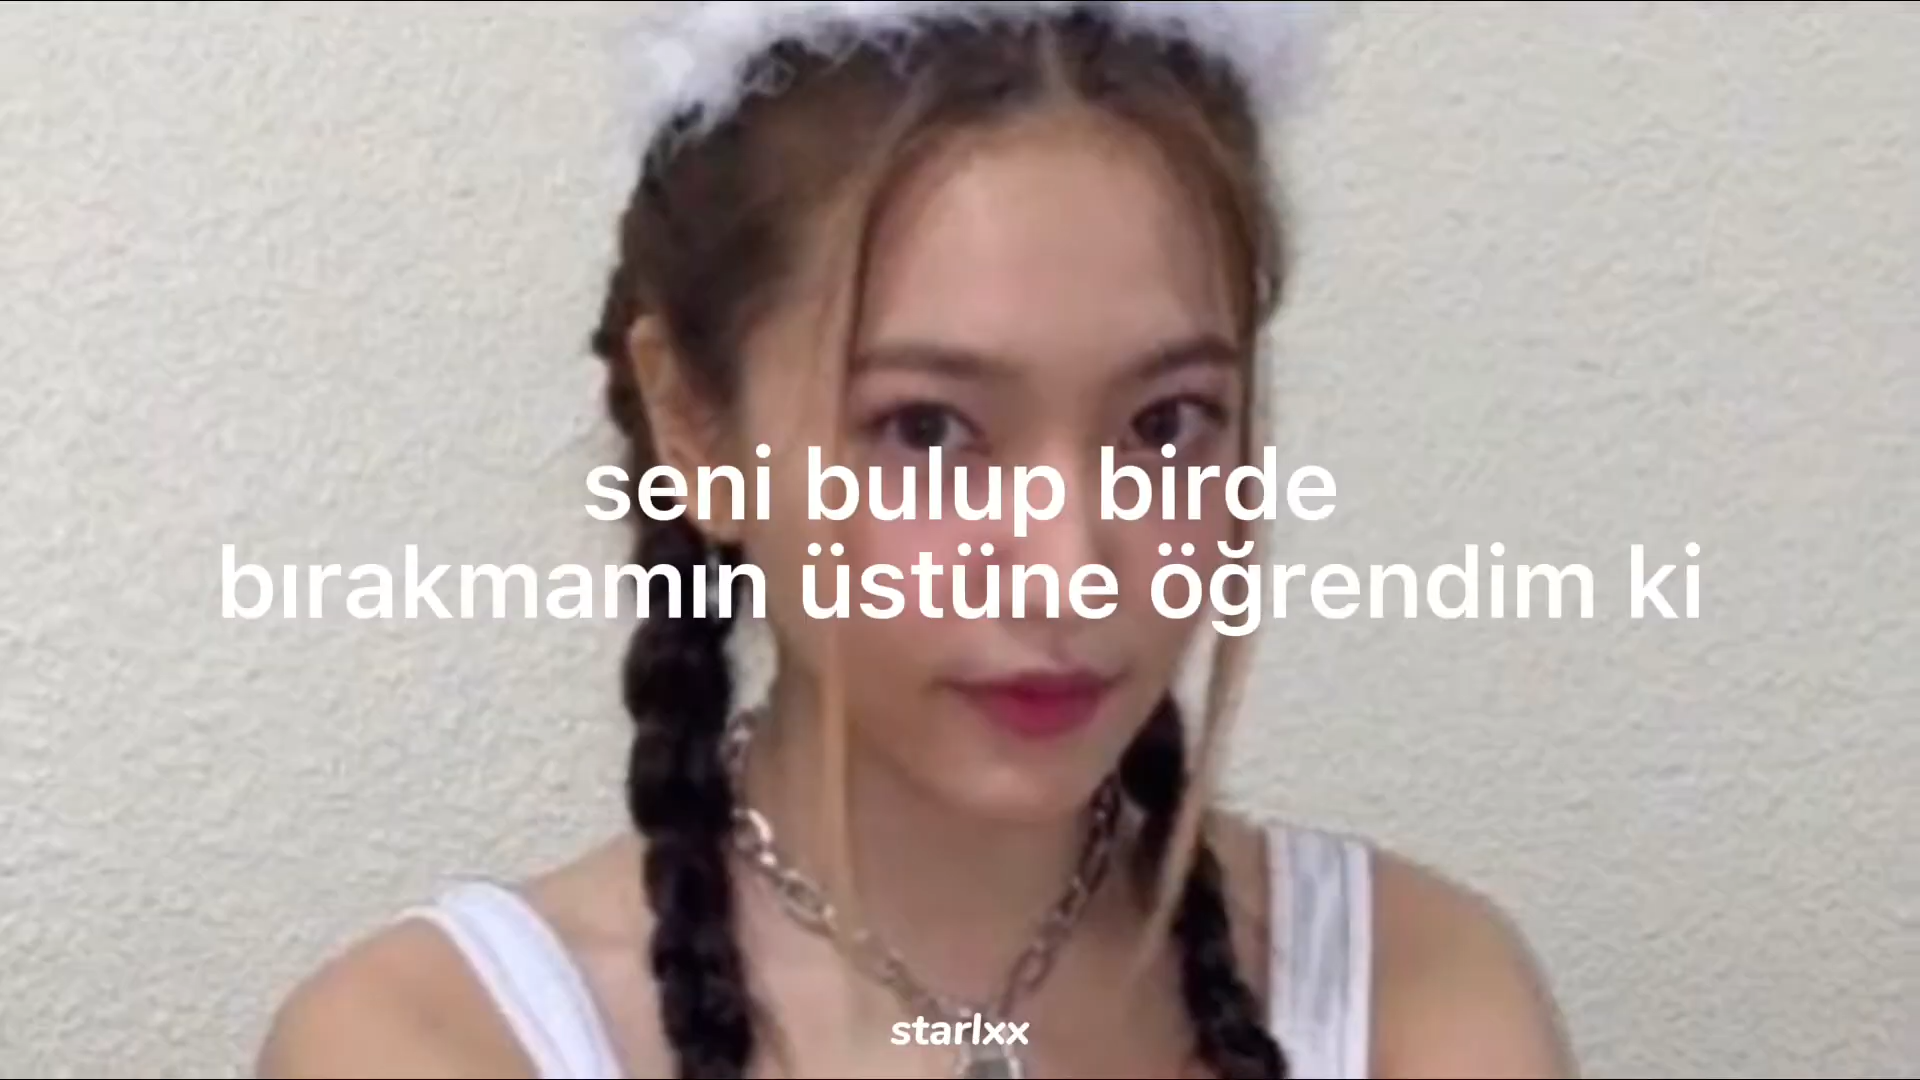 seni bulup birde
bırakmamın üstüne öğrendim ki
starlxx